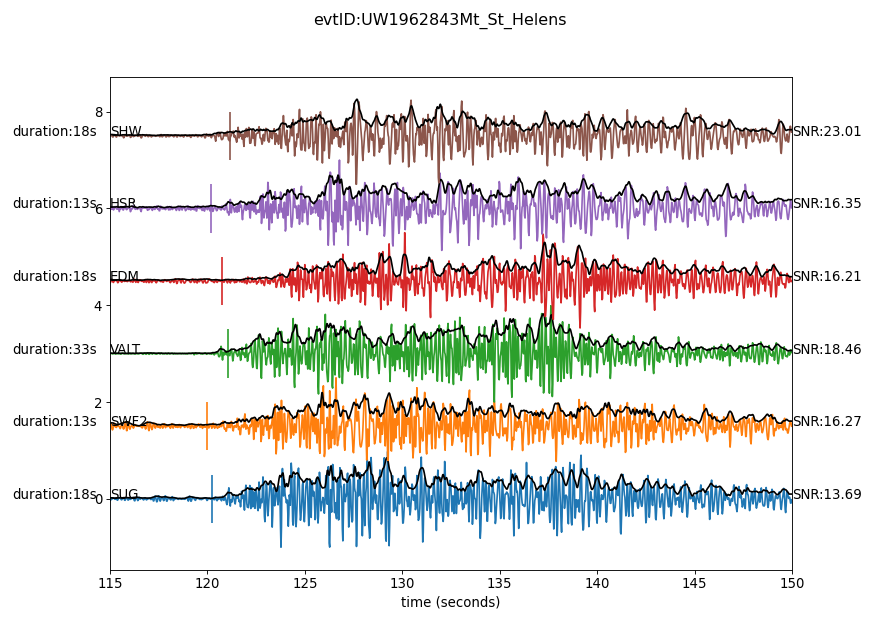 evtID:UW1962843Mt_St_Helens
8
duration:18s SHW SNR:23.01
duration:13s HSR SNR:16.35
6
duration:18s EDM SNR:16.21
4
duration:33s VALT SNR:18.46
2
duration:13s SWF2 SNR:16.27
duration:18s SUG SNR:13.69
0
115 120 125 130 135 140 145 150
time (seconds)